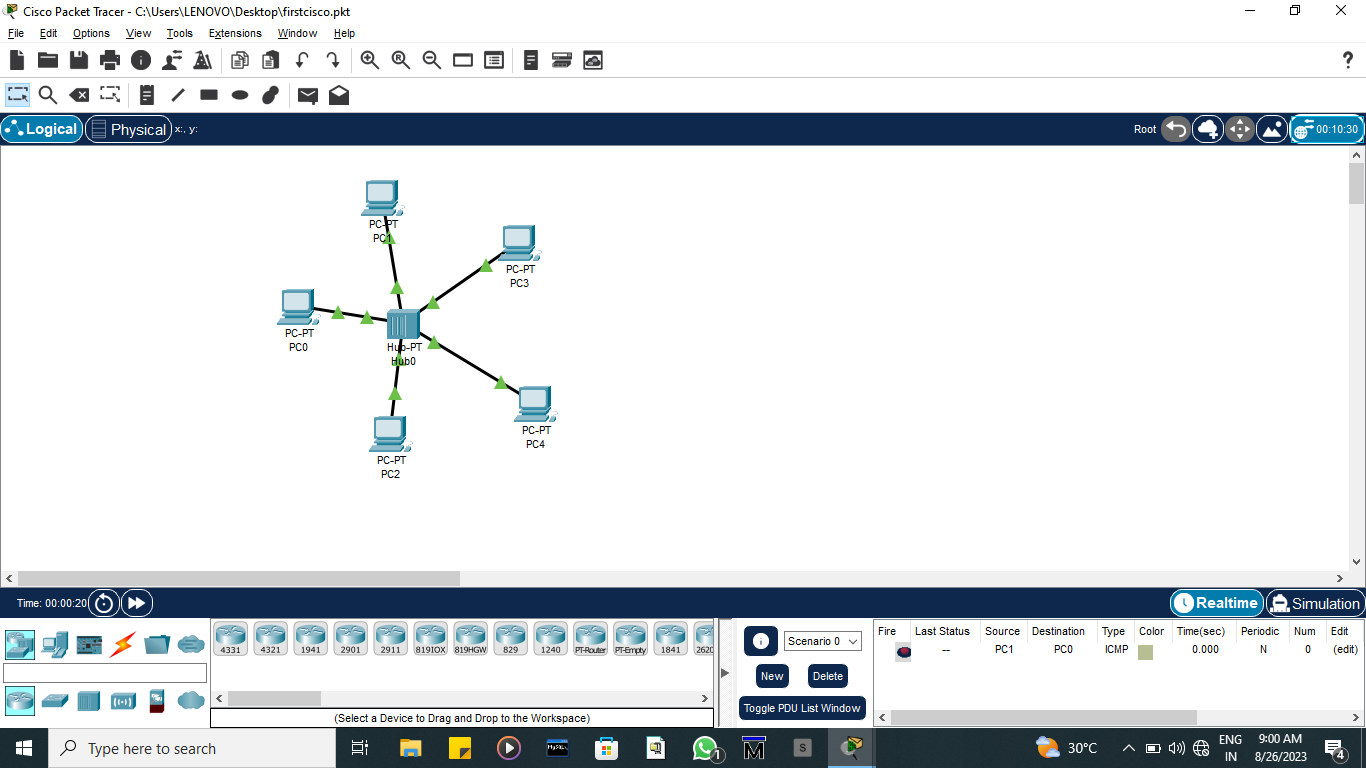 Cisco Packet Tracer - C:\Users\LENOVO\Desktop\firstcisco.pkt
File Edit Options View Tools Extensions Window Help
Logical Physical x:, y: Root 00:10:30
PC-PT
PC1
PC-PT
PC3
PC-PT
PC0
Hub-PT
Hub0
PC-PT
PC4
PC-PT
PC2
Time: 00:00:20 Realtime Simulation
4331 4321 1941 2901 2911 819IOX 819HGW 829 1240 PT-Router PT-Empty 1841 2620
(Select a Device to Drag and Drop to the Workspace)
Scenario 0
New Delete
Toggle PDU List Window
Fire Last Status Source Destination Type Color Time(sec) Periodic Num Edit
-- PC1 PC0 ICMP 0.000 N 0 (edit)
Type here to search
MySQL
M
S
1
30°C
ENG
IN
9:00 AM
8/26/2023
4